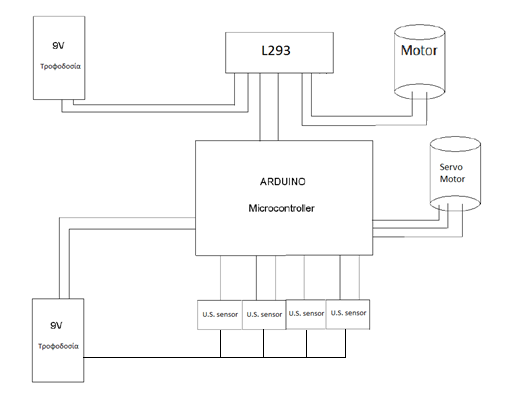 9V
Τροφοδοσία
L293
Motor
ARDUINO
Microcontroller
Servo
Motor
U.S. sensor
U.S. sensor
U.S. sensor
U.S. sensor
9V
Τροφοδοσία